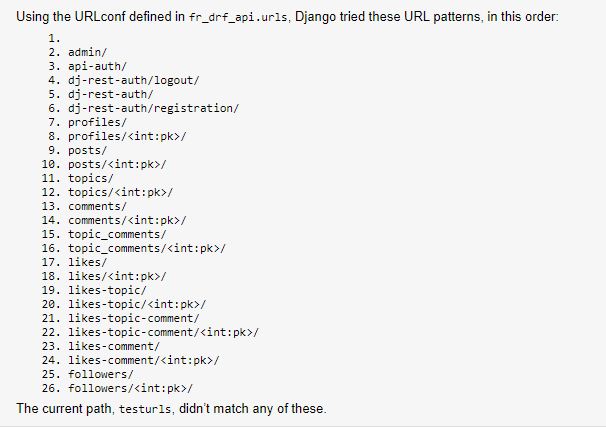 Using the URLconf defined in fr_drf_api.urls, Django tried these URL patterns, in this order:
1.
2. admin/
3. api-auth/
4. dj-rest-auth/logout/
5. dj-rest-auth/
6. dj-rest-auth/registration/
7. profiles/
8. profiles/<int:pk>/
9. posts/
10. posts/<int:pk>/
11. topics/
12. topics/<int:pk>/
13. comments/
14. comments/<int:pk>/
15. topic_comments/
16. topic_comments/<int:pk>/
17. likes/
18. likes/<int:pk>/
19. likes-topic/
20. likes-topic/<int:pk>/
21. likes-topic-comment/
22. likes-topic-comment/<int:pk>/
23. likes-comment/
24. likes-comment/<int:pk>/
25. followers/
26. followers/<int:pk>/
The current path, testurls, didn't match any of these.